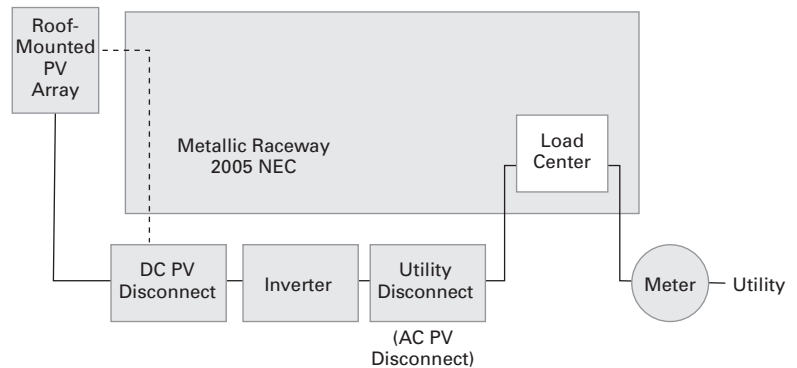 Roof-
Mounted
PV
Array
Metallic Raceway
2005 NEC
Load
Center
DC PV
Disconnect
Inverter
Utility
Disconnect
(AC PV
Disconnect)
Meter
Utility